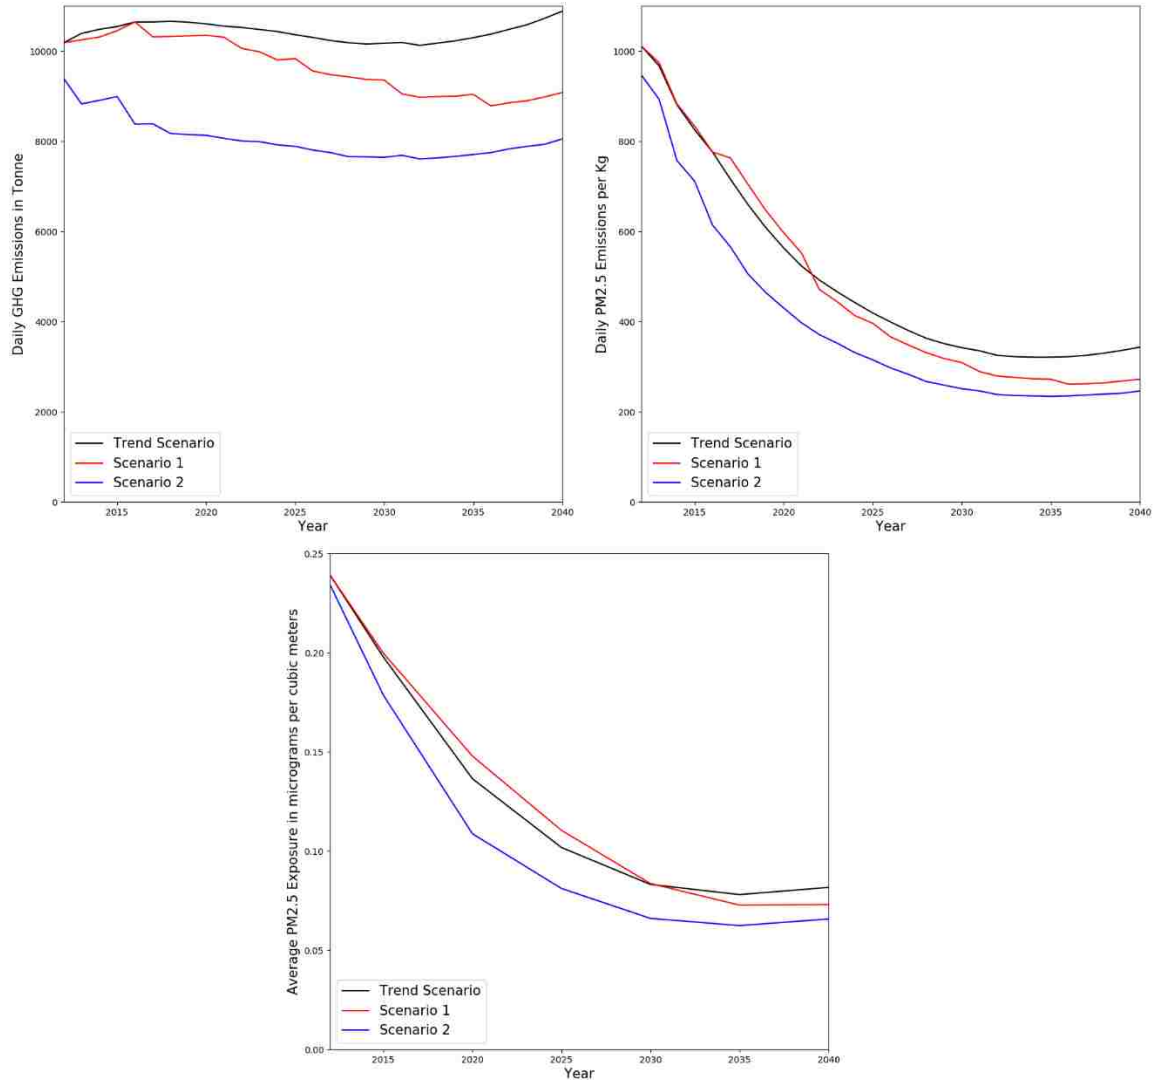 Daily GHG Emissions in Tonne
10000
8000
6000
4000
2000
0
Trend Scenario
Scenario 1
Scenario 2
2015 2020 2025 2030 2035 2040
Year
Daily PM2.5 Emissions per Kg
1000
800
600
400
200
0
Trend Scenario
Scenario 1
Scenario 2
2015 2020 2025 2030 2035 2040
Year
Average PM2.5 Exposure in micrograms per cubic meters
0.25
0.20
0.15
0.10
0.05
0.00
Trend Scenario
Scenario 1
Scenario 2
2015 2020 2025 2030 2035 2040
Year